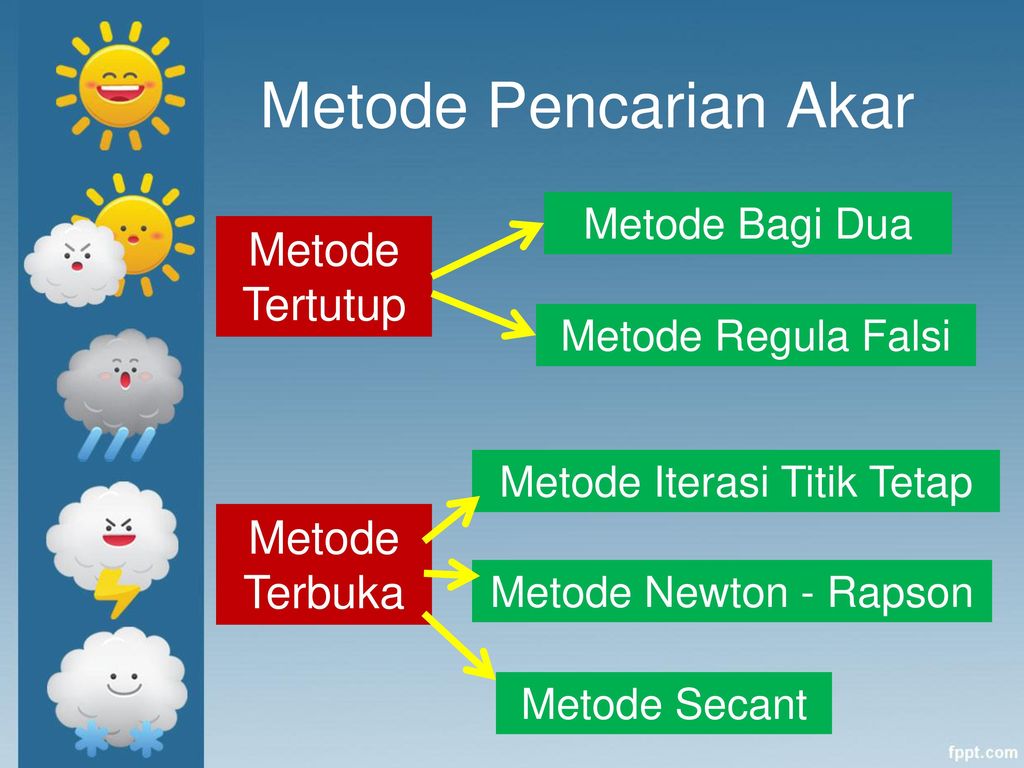 Metode Pencarian Akar
Metode
Tertutup
Metode Bagi Dua
Metode Regula Falsi
Metode
Terbuka
Metode Iterasi Titik Tetap
Metode Newton - Rapson
Metode Secant
fppt.com